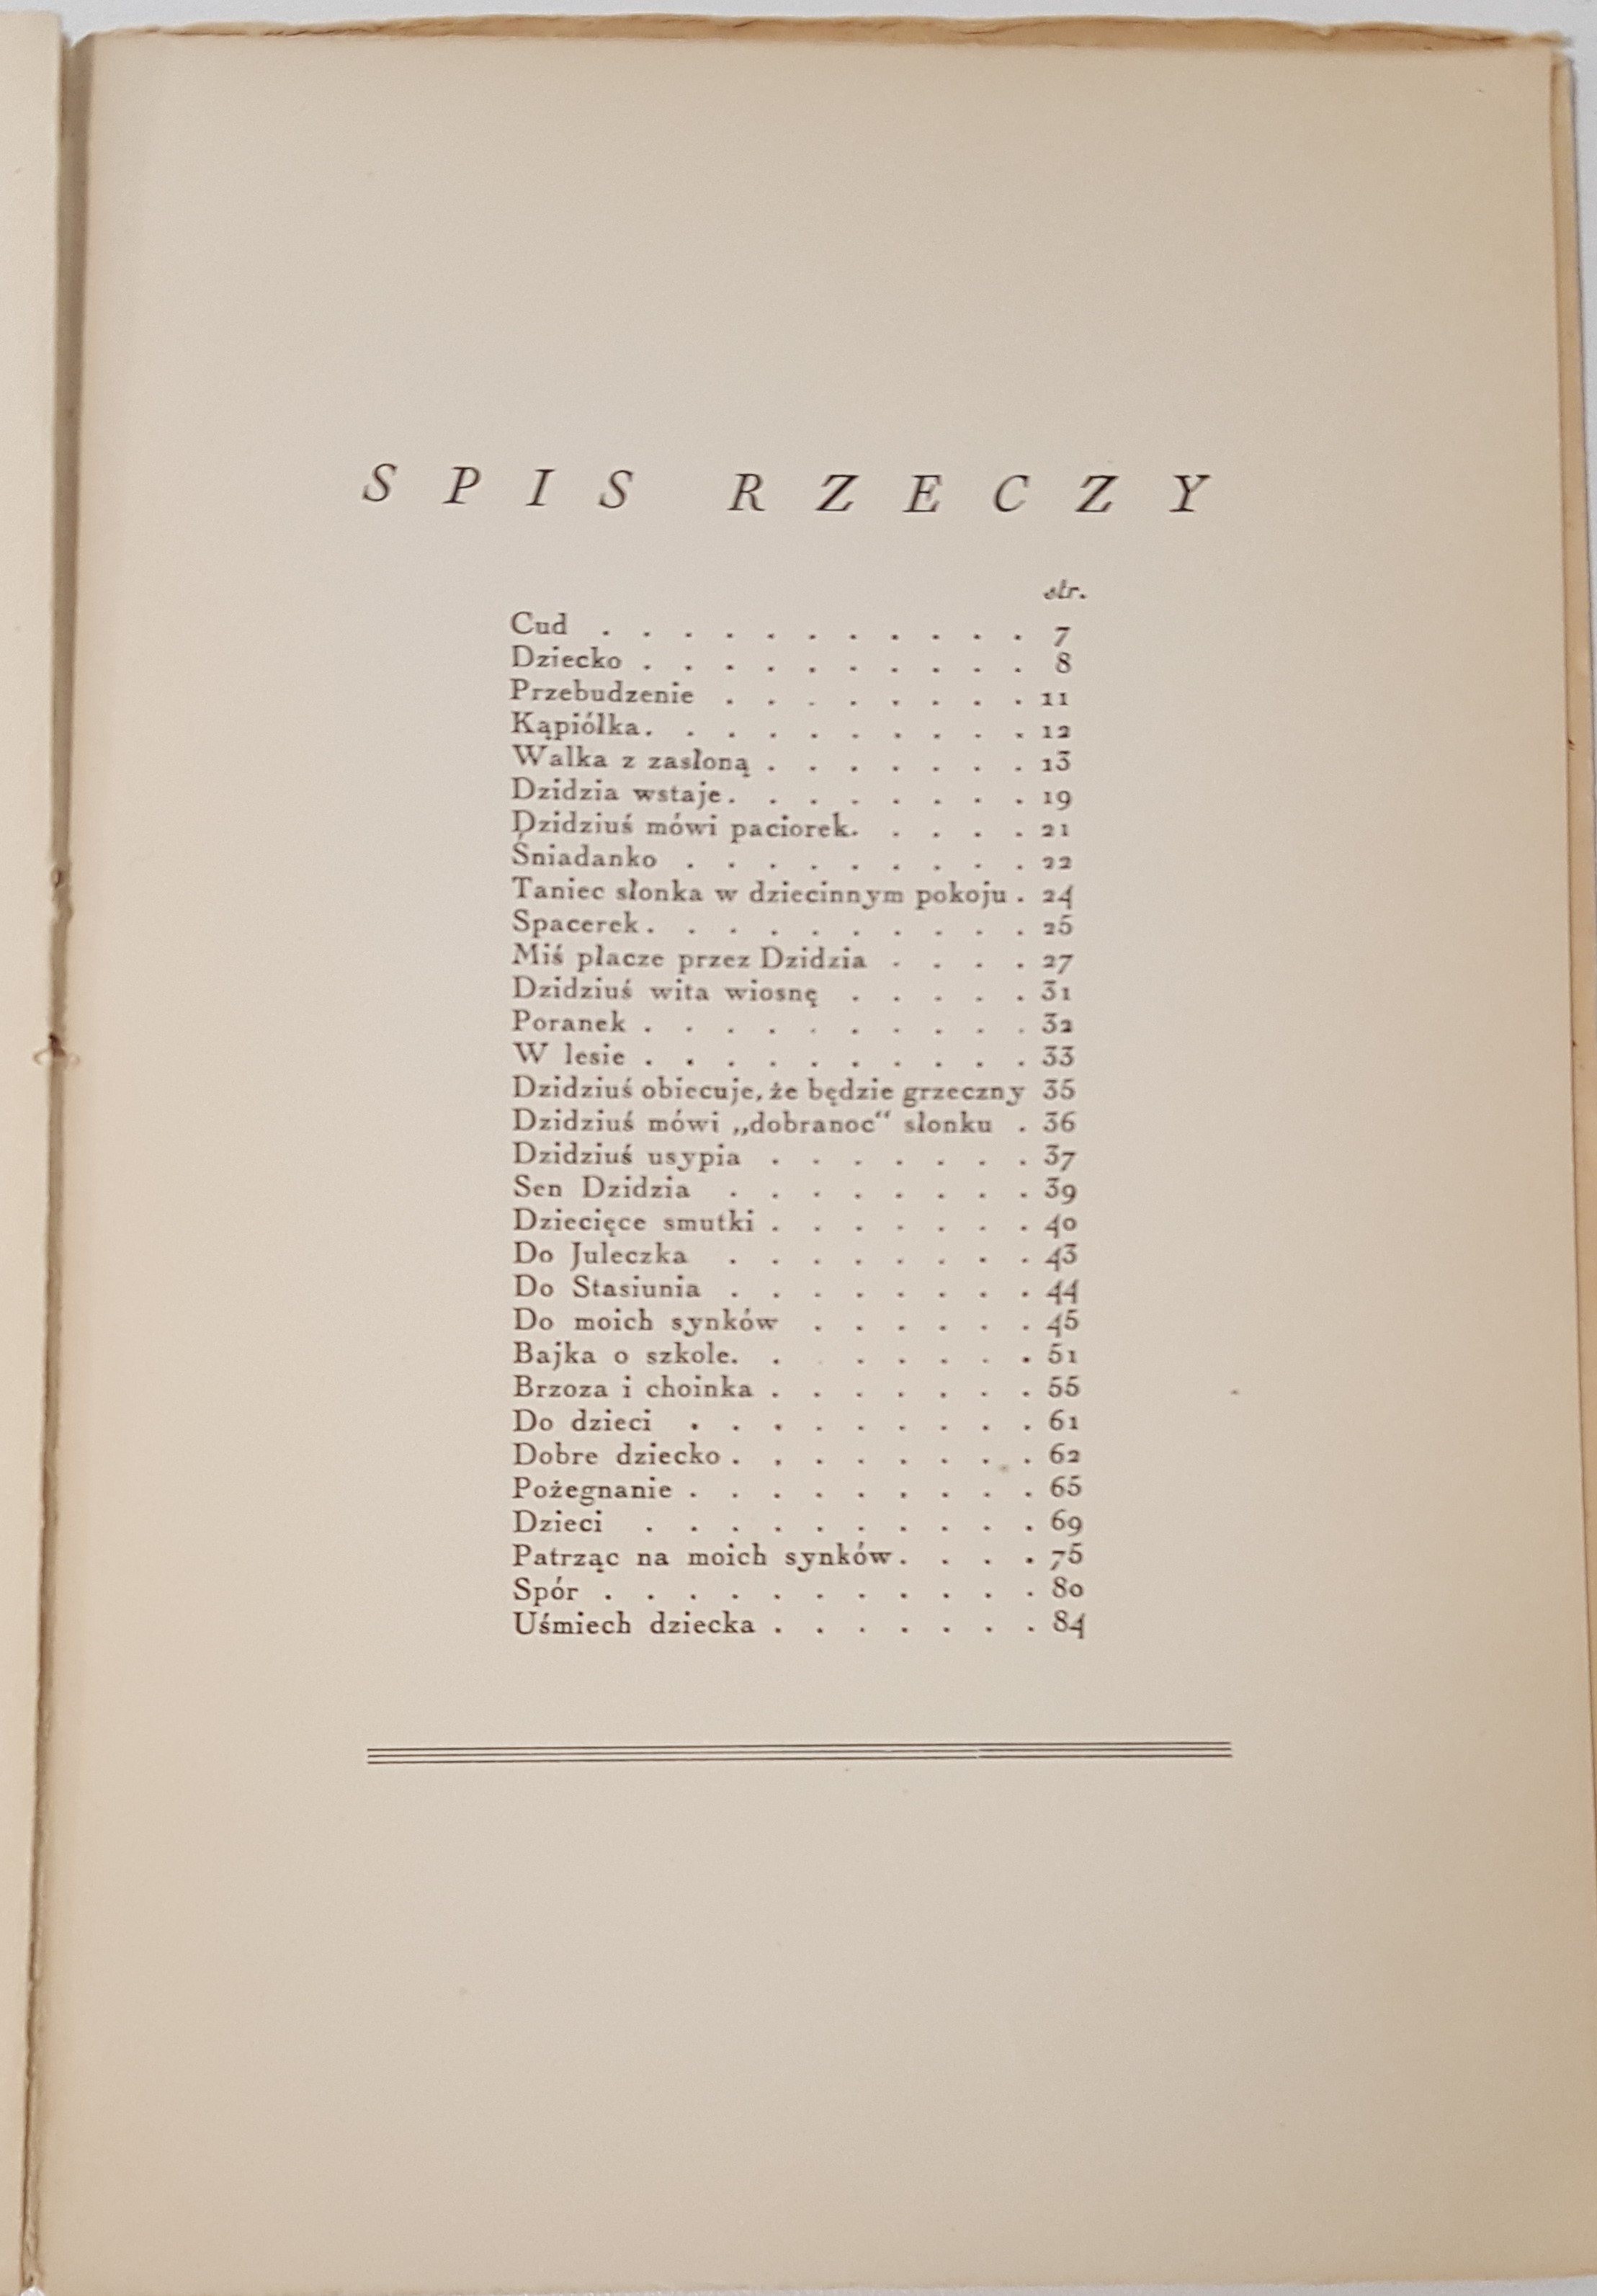 SPIS RZECZY
str.
Cud . . . . . . . . . . . 7
Dziecko . . . . . . . . . . 8
Przebudzenie . . . . . . . . 11
Kąpiółka. . . . . . . . . . 12
Walka z zasłoną . . . . . . . 13
Dzidzia wstaje. . . . . . . . 19
Dzidziuś mówi paciorek. . . . . 21
Śniadanko . . . . . . . . . 22
Taniec słonka w dziecinnym pokoju . 24
Spacerek. . . . . . . . . . 25
Miś płacze przez Dzidzia . . . . 27
Dzidziuś wita wiosnę . . . . . 31
Poranek . . . . . . . . . . 32
W lesie . . . . . . . . . . 33
Dzidziuś obiecuje, że będzie grzeczny 35
Dzidziuś mówi „dobranoc“ słonku . 36
Dzidziuś usypia . . . . . . . 37
Sen Dzidzia . . . . . . . . 39
Dziecięce smutki . . . . . . . 40
Do Juleczka . . . . . . . . 43
Do Stasiunia . . . . . . . . 44
Do moich synków . . . . . . 45
Bajka o szkole. . . . . . . 51
Brzoza i choinka . . . . . . . 55
Do dzieci . . . . . . . . . 61
Dobre dziecko . . . . . . . . 62
Pożegnanie . . . . . . . . . 65
Dzieci . . . . . . . . . . 69
Patrząc na moich synków. . . . 75
Spór . . . . . . . . . . . 80
Uśmiech dziecka . . . . . . . 84